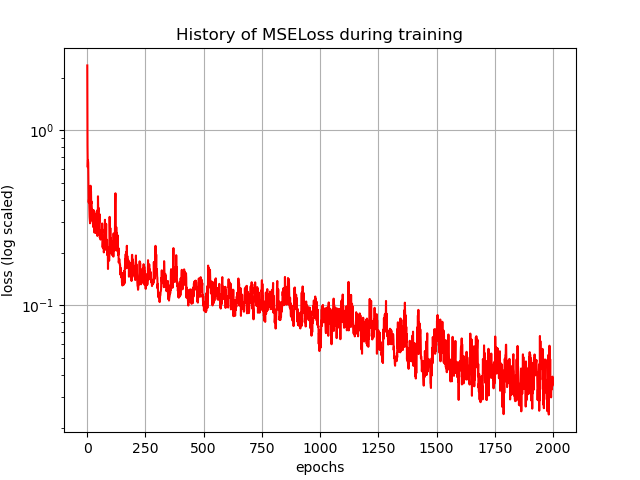 History of MSELoss during training
loss (log scaled)
10⁰
10⁻¹
0 250 500 750 1000 1250 1500 1750 2000
epochs